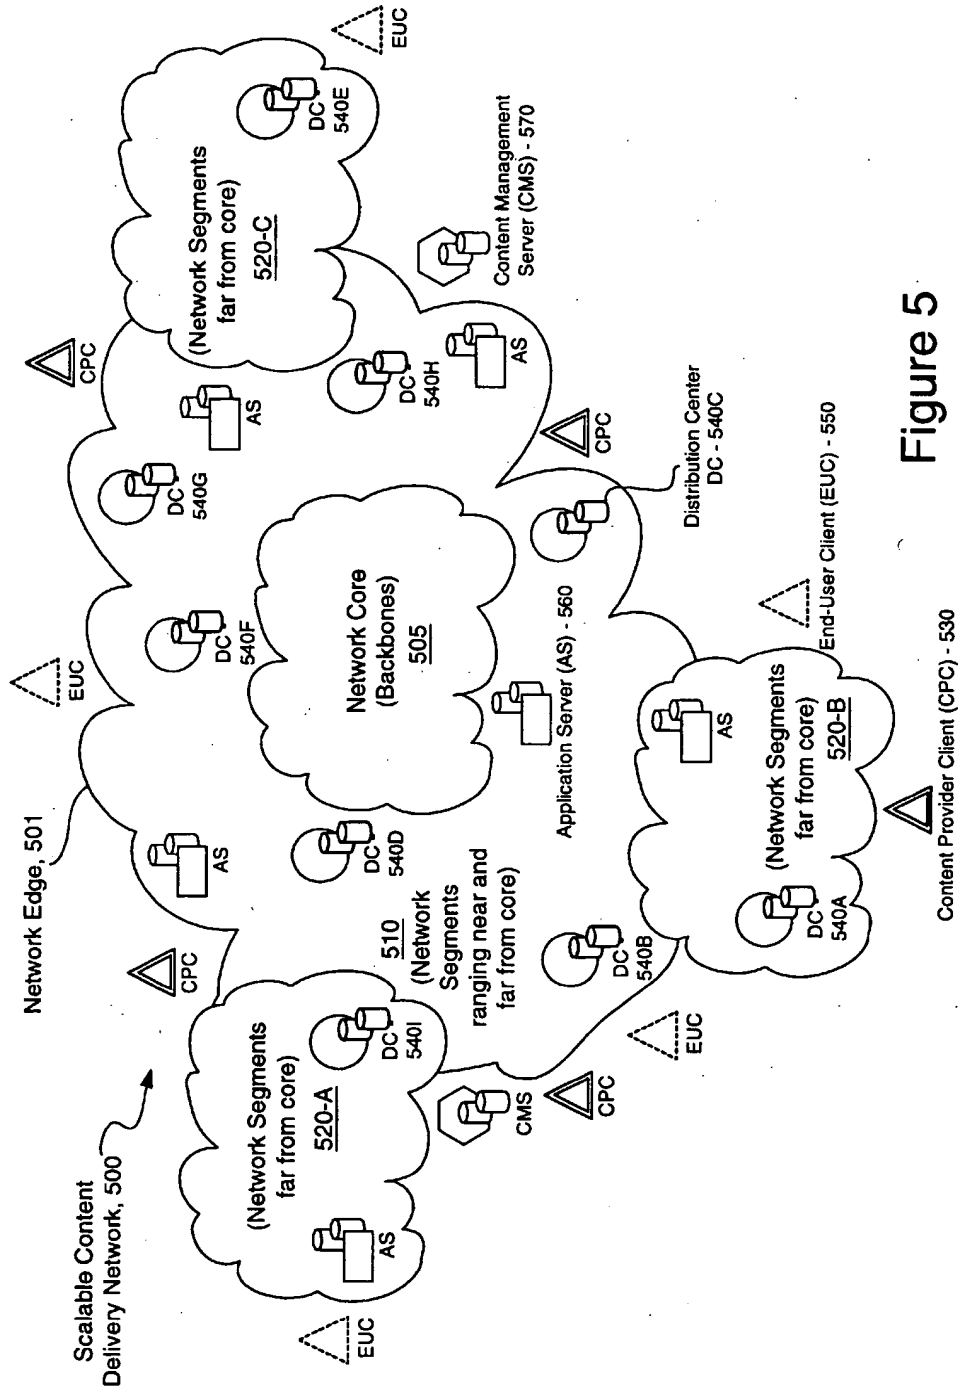 Scalable Content
Delivery Network, 500
Network Edge, 501
EUC
CPC
CPC
EUC
AS
AS
DC
540G
DC
540F
(Network Segments
far from core)
520-C
DC
540E
EUC
(Network Segments
far from core)
520-A
DC
540I
AS
EUC
510
(Network
Segments
ranging near and
far from core)
DC
540D
Network Core
(Backbones)
505
DC
540H
AS
Content Management
Server (CMS) - 570
CMS
CPC
DC
540B
Application Server (AS) - 560
CPC
Distribution Center
DC - 540C
EUC
AS
(Network Segments
far from core)
520-B
DC
540A
End-User Client (EUC) - 550
Content Provider Client (CPC) - 530
Figure 5